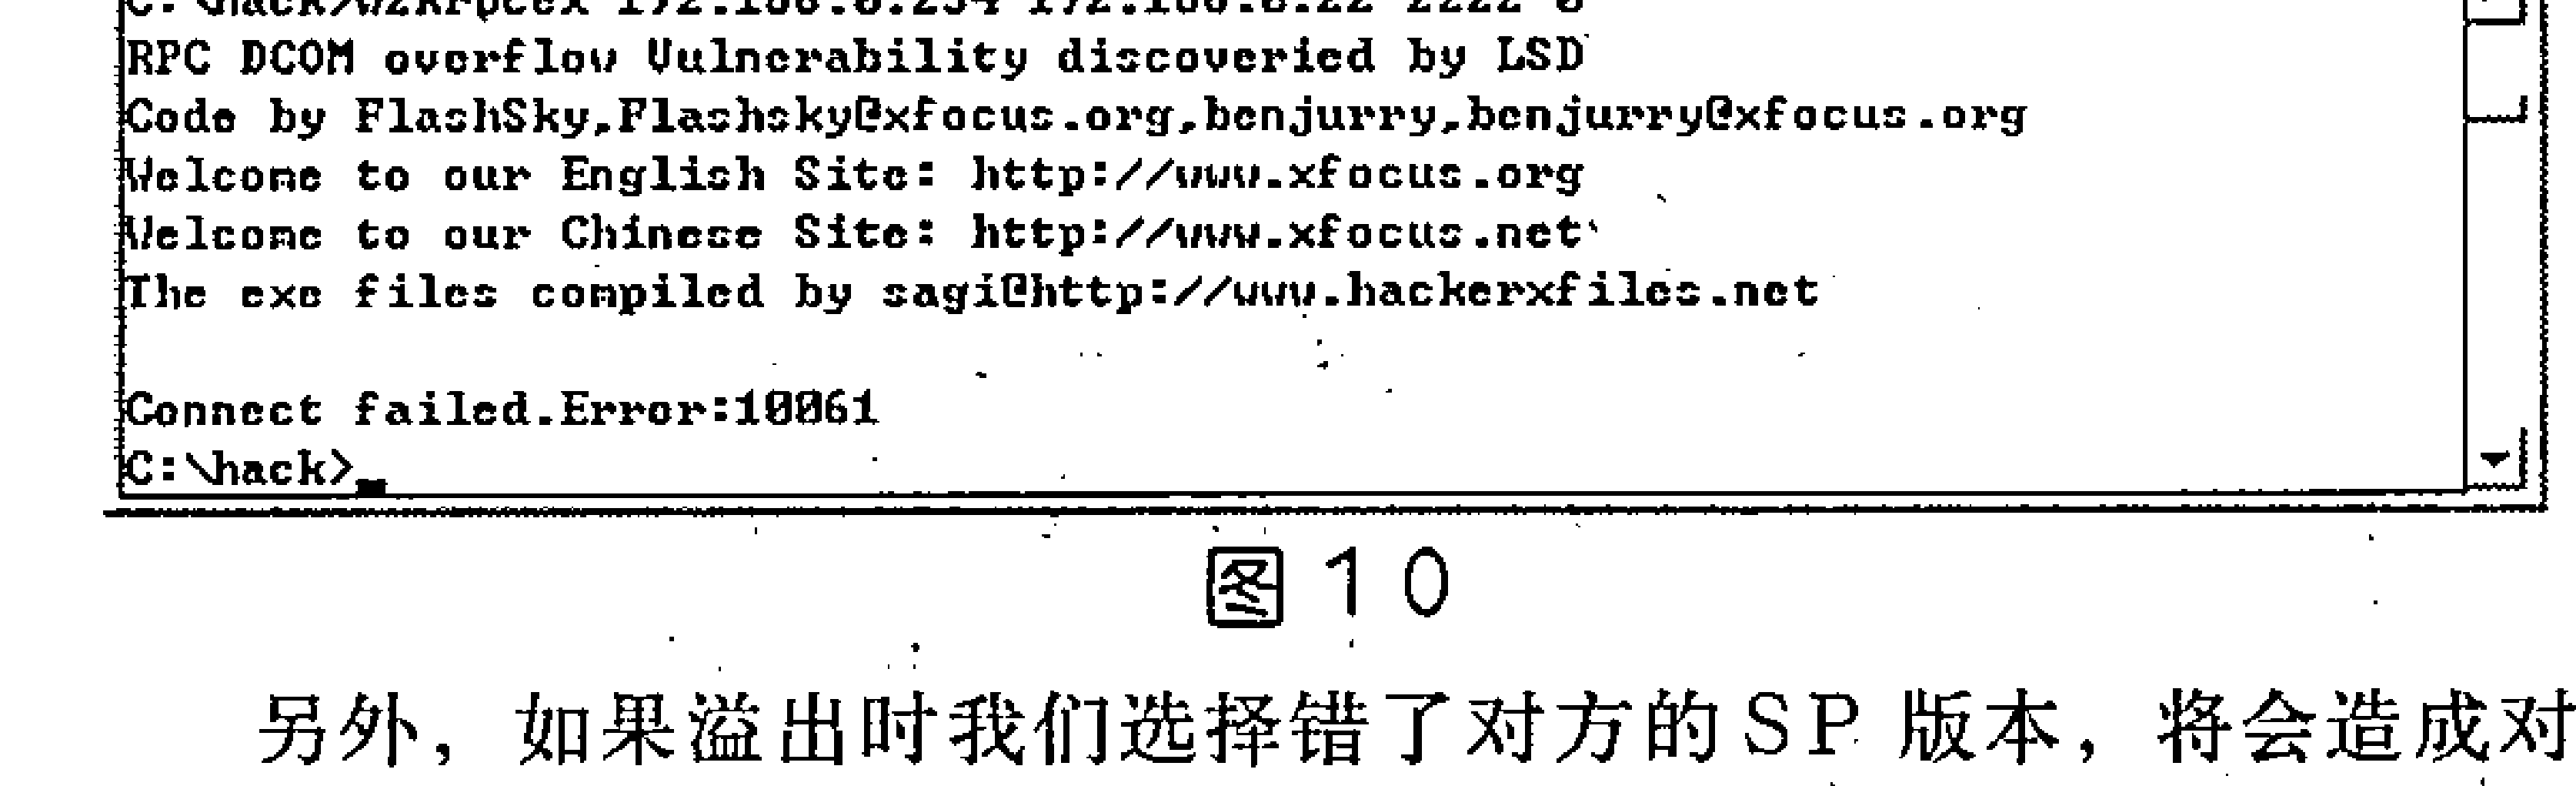 RPC DCOM overflow Vulnerability discoveried by LSD
Code by FlashSky,Flashsky@xfocus.org,benjurry,benjurry@xfocus.org
Welcome to our English Site: http://www.xfocus.org
Welcome to our Chinese Site: http://www.xfocus.net
The exe files compiled by sagi@http://www.hackerxfiles.net
Connect failed.Error:10061
C:\hack>
图10
另外，如果溢出时我们选择错了对方的SP 版本，将会造成对